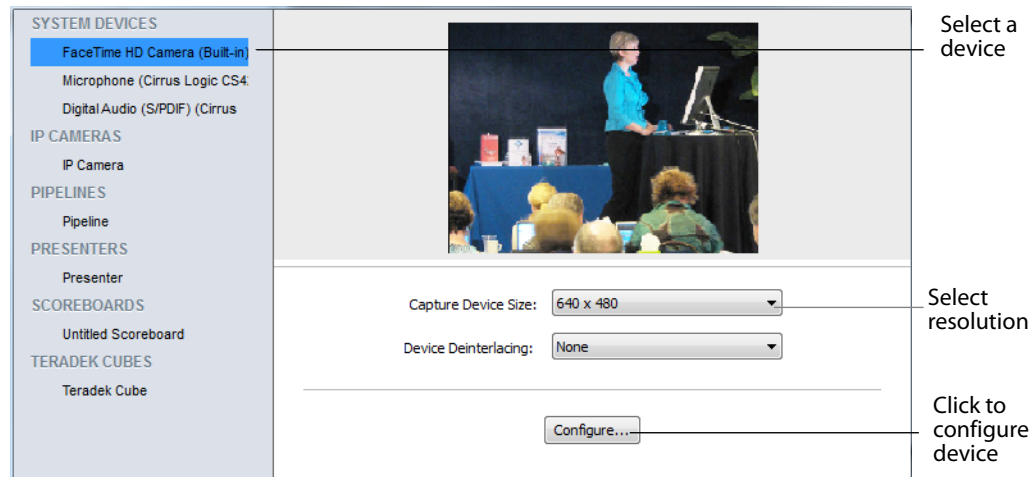 SYSTEM DEVICES
FaceTime HD Camera (Built-in)
Microphone (Cirrus Logic CS4
Digital Audio (S/PDIF) (Cirrus
IP CAMERAS
IP Camera
PIPELINES
Pipeline
PRESENTERS
Presenter
SCOREBOARDS
Untitled Scoreboard
TERADEK CUBES
Teradek Cube
Capture Device Size: 640 x 480
Device Deinterlacing: None
Configure...
Select a
device
Select
resolution
Click to
configure
device